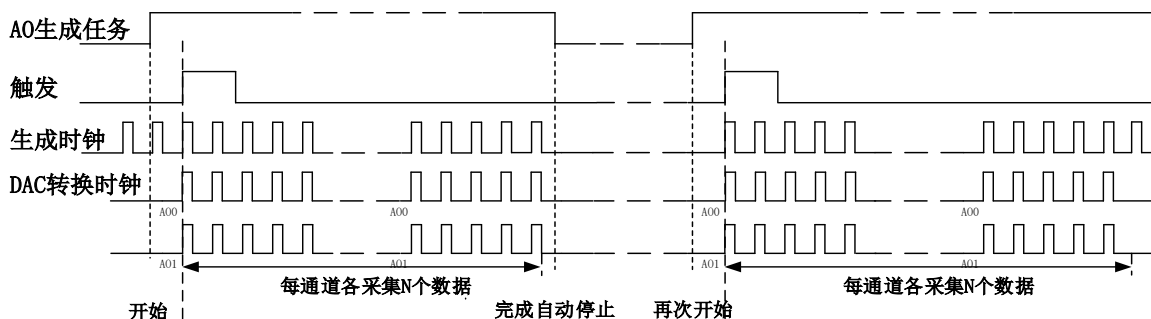 AO生成任务
触发
生成时钟
DAC转换时钟
AO0 AO0 AO0 AO0
AO1 AO1 AO1 AO1
每通道各采集N个数据 每通道各采集N个数据
开始 完成自动停止 再次开始